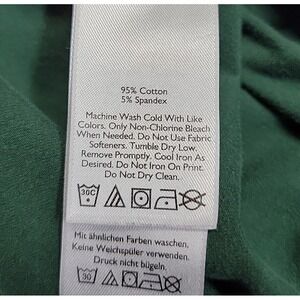 95% Cotton
5% Spandex
Machine Wash Cold With Like
Colors. Only Non-Chlorine Bleach
When Needed. Do Not Use Fabric
Softeners. Tumble Dry Low.
Remove Promptly. Cool Iron As
Desired. Do Not Iron On Print.
Do Not Dry Clean.
30C
Mit ähnlichen Farben waschen.
Keine Weichspüler verwenden.
Druck nicht bügeln.
30